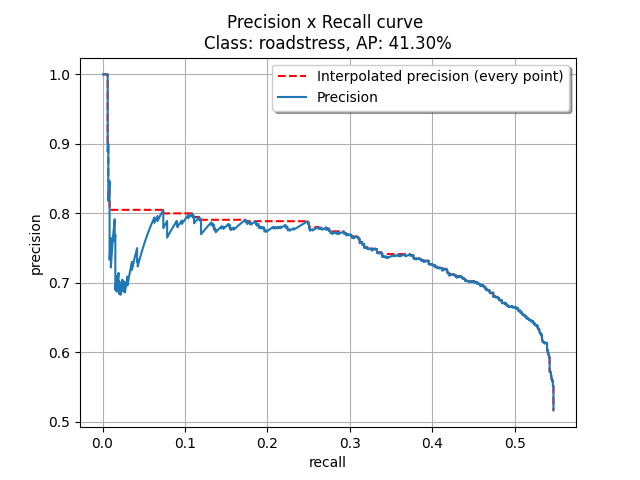 Precision x Recall curve
Class: roadstress, AP: 41.30%
Interpolated precision (every point)
Precision
1.0
0.9
0.8
0.7
0.6
0.5
precision
0.0 0.1 0.2 0.3 0.4 0.5
recall